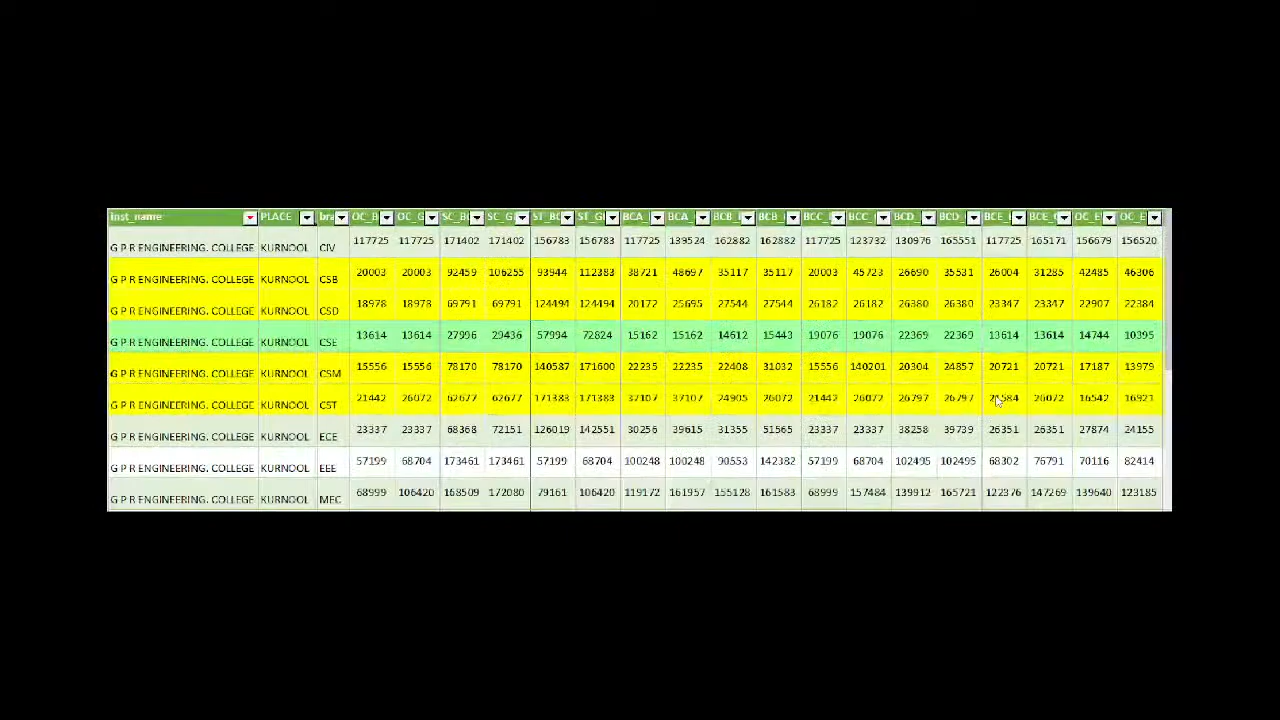 inst_name PLACE bra OC_B OC_G SC_B SC_G ST_BO ST_G BCA_ BCA_ BCB_ BCB_ BCC_ BCC_ BCD_ BCD_ BCE_ BCE_ OC_E OC_E
G P R ENGINEERING. COLLEGE KURNOOL CIV 117725 117725 171402 171402 156783 156783 117725 139524 162882 162882 117725 123732 130976 165551 117725 165171 156679 156520
G P R ENGINEERING. COLLEGE KURNOOL CSB 20003 20003 92459 106255 93944 112383 38721 48697 35117 35117 20003 45723 26690 35531 26004 31285 42485 46306
G P R ENGINEERING. COLLEGE KURNOOL CSD 18978 18978 69791 69791 124494 124494 20172 25695 27544 27544 26182 26182 26380 26380 23347 23347 22907 22384
G P R ENGINEERING. COLLEGE KURNOOL CSE 13614 13614 27996 29436 57994 72824 15162 15162 14612 15443 19076 19076 22369 22369 13614 13614 14744 10395
G P R ENGINEERING. COLLEGE KURNOOL CSM 15556 15556 78170 78170 140587 171600 22235 22235 22408 31032 15556 140201 20304 24857 20721 20721 17187 13979
G P R ENGINEERING. COLLEGE KURNOOL CST 21442 26072 62677 62677 171383 171383 37107 37107 24905 26072 21442 26072 26797 26797 26072 16542 16921
G P R ENGINEERING. COLLEGE KURNOOL ECE 23337 23337 68368 72151 126019 142551 30256 39615 31355 51565 23337 23337 38258 39739 26351 26351 27874 24155
G P R ENGINEERING. COLLEGE KURNOOL EEE 57199 68704 173461 173461 57199 68704 100248 100248 90553 142382 57199 68704 102495 102495 68302 76791 70116 82414
G P R ENGINEERING. COLLEGE KURNOOL MEC 68999 106420 168509 172080 79161 106420 119172 161957 155128 161583 68999 157484 139912 165721 122376 147269 139640 123185